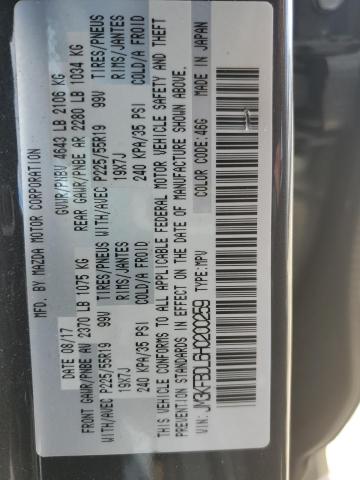 MFD. BY MAZDA MOTOR CORPORATION
DATE 08/17 GVWR/PNBV 4643 LB 2106 KG
FRONT GAWR/PNBE AV 2370 LB 1075 KG REAR GAWR/PNBE AR 2280 LB 1034 KG
WITH/AVEC P225/55R19 99V TIRES/PNEUS WITH/AVEC P225/55R19 99V TIRES/PNEUS
19X7J RIMS/JANTES 19X7J RIMS/JANTES
240 KPA/35 PSI COLD/A FROID 240 KPA/35 PSI COLD/A FROID
THIS VEHICLE CONFORMS TO ALL APPLICABLE FEDERAL MOTOR VEHICLE SAFETY AND THEFT
PREVENTION STANDARDS IN EFFECT ON THE DATE OF MANUFACTURE SHOWN ABOVE.
VIN: JM3KFBDL6H0200259 MADE IN JAPAN
TYPE: MPV COLOR CODE: 46G